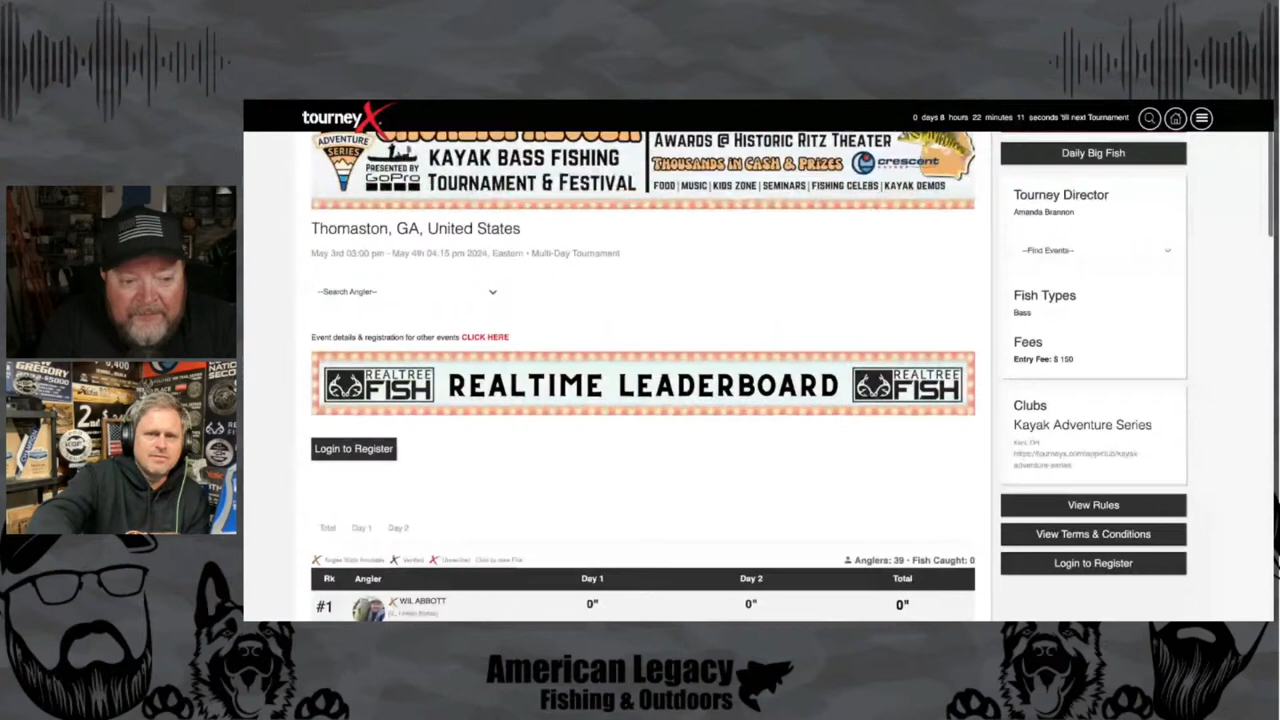 tourneyX
0 days 8 hours 22 minutes 11 seconds 'till next Tournament
ADVENTURE
SERIES
PRESENTED BY
GoPro
KAYAK BASS FISHING
TOURNAMENT & FESTIVAL
AWARDS @ HISTORIC RITZ THEATER
THOUSANDS IN CASH & PRIZES
crescent
FOOD | MUSIC | KIDS ZONE | SEMINARS | FISHING CELEBS | KAYAK DEMOS
Thomaston, GA, United States
May 3rd 03:00 pm - May 4th 04:15 pm 2024, Eastern • Multi-Day Tournament
--Search Angler--
Event details & registration for other events CLICK HERE
REALTREE
FISH
REALTIME LEADERBOARD
REALTREE
FISH
Login to Register
Total Day 1 Day 2
Verified
Anglers: 39 - Fish Caught: 0
Rk Angler Day 1 Day 2 Total
#1 WIL ABBOTT 0" 0" 0"
Daily Big Fish
Tourney Director
Amanda Brannon
--Find Events--
Fish Types
Bass
Fees
Entry Fee: $ 150
Clubs
Kayak Adventure Series
View Rules
View Terms & Conditions
Login to Register
GREGORY
NATIONAL
2nd
American Legacy
Fishing & Outdoors